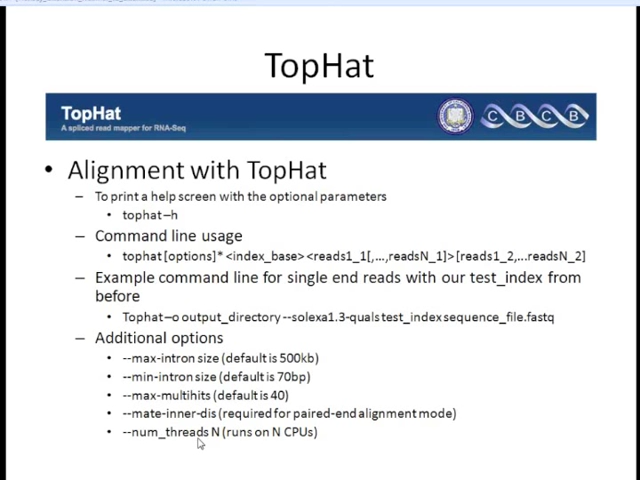 TopHat
TopHat
A spliced read mapper for RNA-Seq
C B C B
• Alignment with TopHat
– To print a help screen with the optional parameters
• tophat –h
– Command line usage
• tophat [options]* <index_base> <reads1_1[,...,readsN_1]> [reads1_2,...readsN_2]
– Example command line for single end reads with our test_index from
before
• Tophat –o output_directory --solexa1.3-quals test_index sequence_file.fastq
– Additional options
• --max-intron size (default is 500kb)
• --min-intron size (default is 70bp)
• --max-multihits (default is 40)
• --mate-inner-dis (required for paired-end alignment mode)
• --num_threads N (runs on N CPUs)